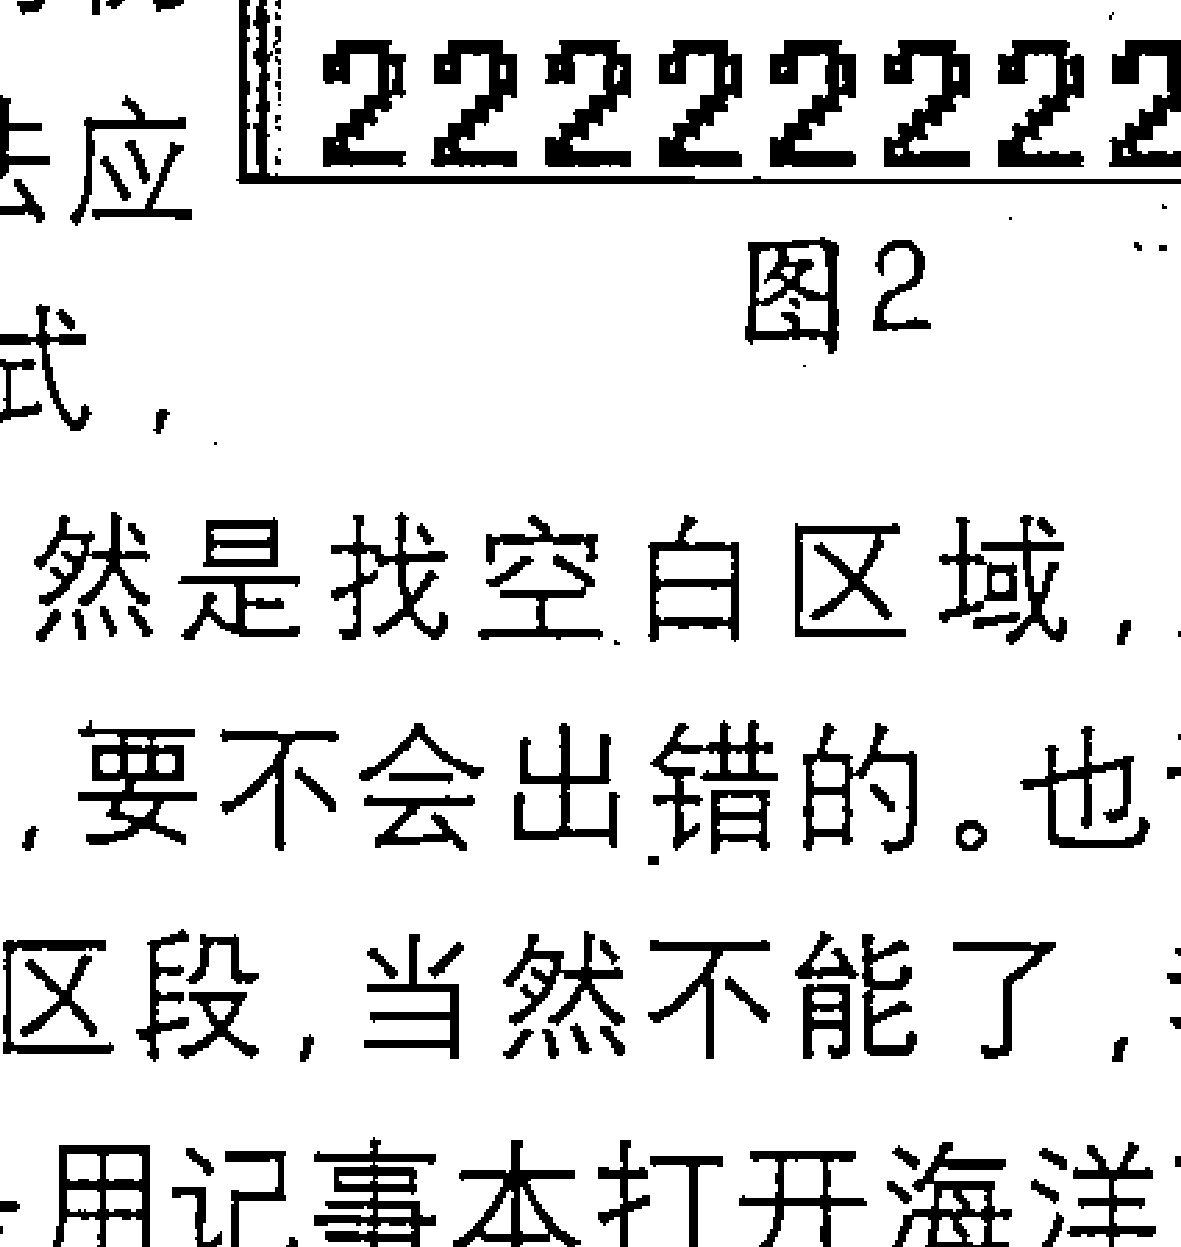 22222222
去应
图2
式,
然是找空白区域,
,要不会出错的。也
区段,当然不能了,
用记事本打开海洋